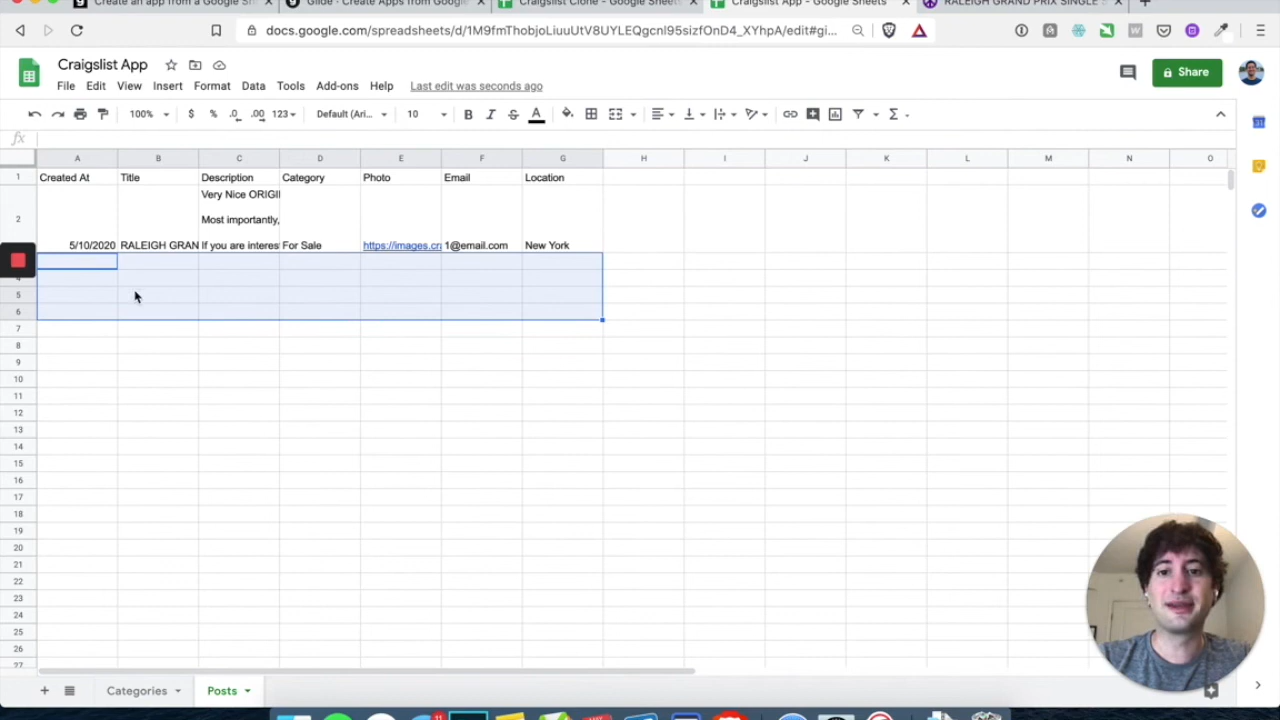 Create an app from a Google Sh
Glide - Create Apps from Google
Craigslist Clone - Google Sheets
Craigslist App - Google Sheets
RALEIGH GRAND PRIX SINGLE S
docs.google.com/spreadsheets/d/1M9fmThobjoLiuuUtV8UYLEQgcnl95sizfOnD4_XYhpA/edit#gi...
Craigslist App
Share
File Edit View Insert Format Data Tools Add-ons Help Last edit was seconds ago
100% $ % .0 .00 123 Default (Ari... 10 B I S A
fx
A B C D E F G H I J K L M N O
1 Created At Title Description Category Photo Email Location
Very Nice ORIGII
2 Most importantly,
5/10/2020 RALEIGH GRAN If you are interes For Sale https://images.cra 1@email.com New York
5
6
7
8
9
10
11
12
13
14
15
16
17
18
19
20
21
22
23
24
25
26
27
Categories Posts
11